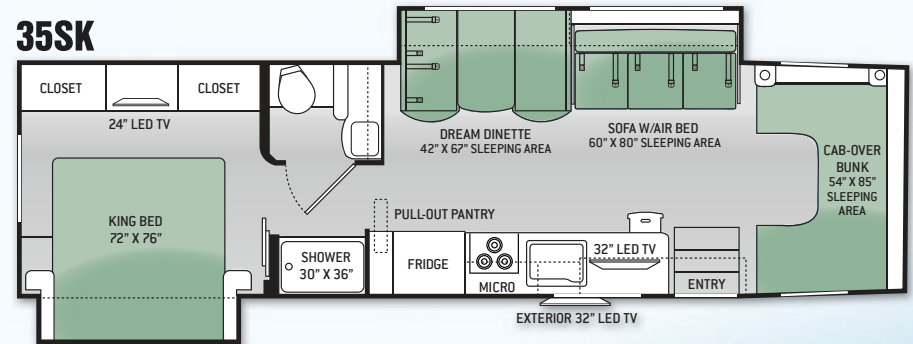 35SK
CLOSET
CLOSET
24" LED TV
KING BED
72" X 76"
SHOWER
30" X 36"
PULL-OUT PANTRY
FRIDGE
MICRO
DREAM DINETTE
42" X 67" SLEEPING AREA
SOFA W/AIR BED
60" X 80" SLEEPING AREA
32" LED TV
ENTRY
EXTERIOR 32" LED TV
CAB-OVER
BUNK
54" X 85"
SLEEPING
AREA